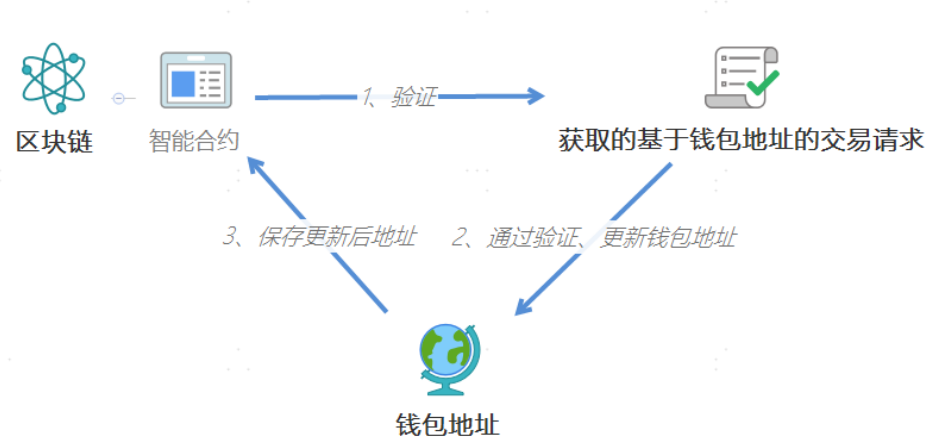 1、验证
区块链
智能合约
获取的基于钱包地址的交易请求
3、保存更新后地址
2、通过验证、更新钱包地址
钱包地址